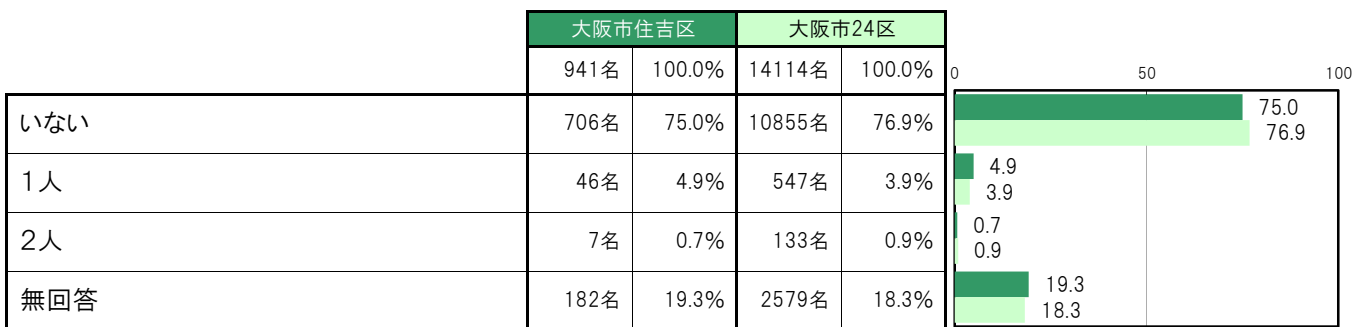 大阪市住吉区 大阪市24区
941名 100.0% 14114名 100.0% 0 50 100
いない 706名 75.0% 10855名 76.9% 75.0
76.9
1人 46名 4.9% 547名 3.9% 4.9
3.9
2人 7名 0.7% 133名 0.9% 0.7
0.9
無回答 182名 19.3% 2579名 18.3% 19.3
18.3